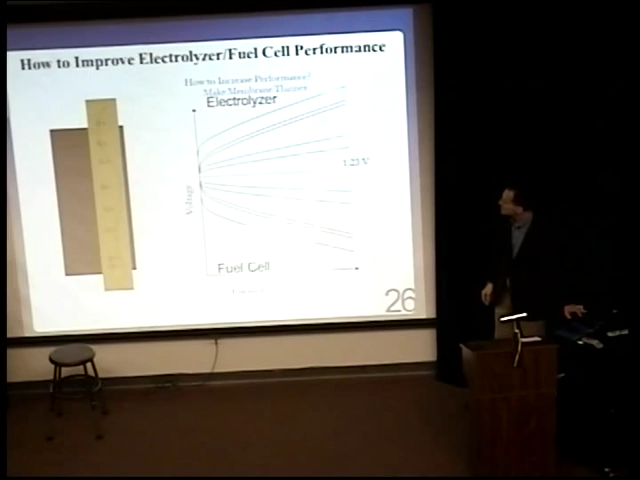 How to Improve Electrolyzer/Fuel Cell Performance
How to Increase Performance/
Make Membrane Thinner
Electrolyzer
1.23 V
Voltage
Fuel Cell
26